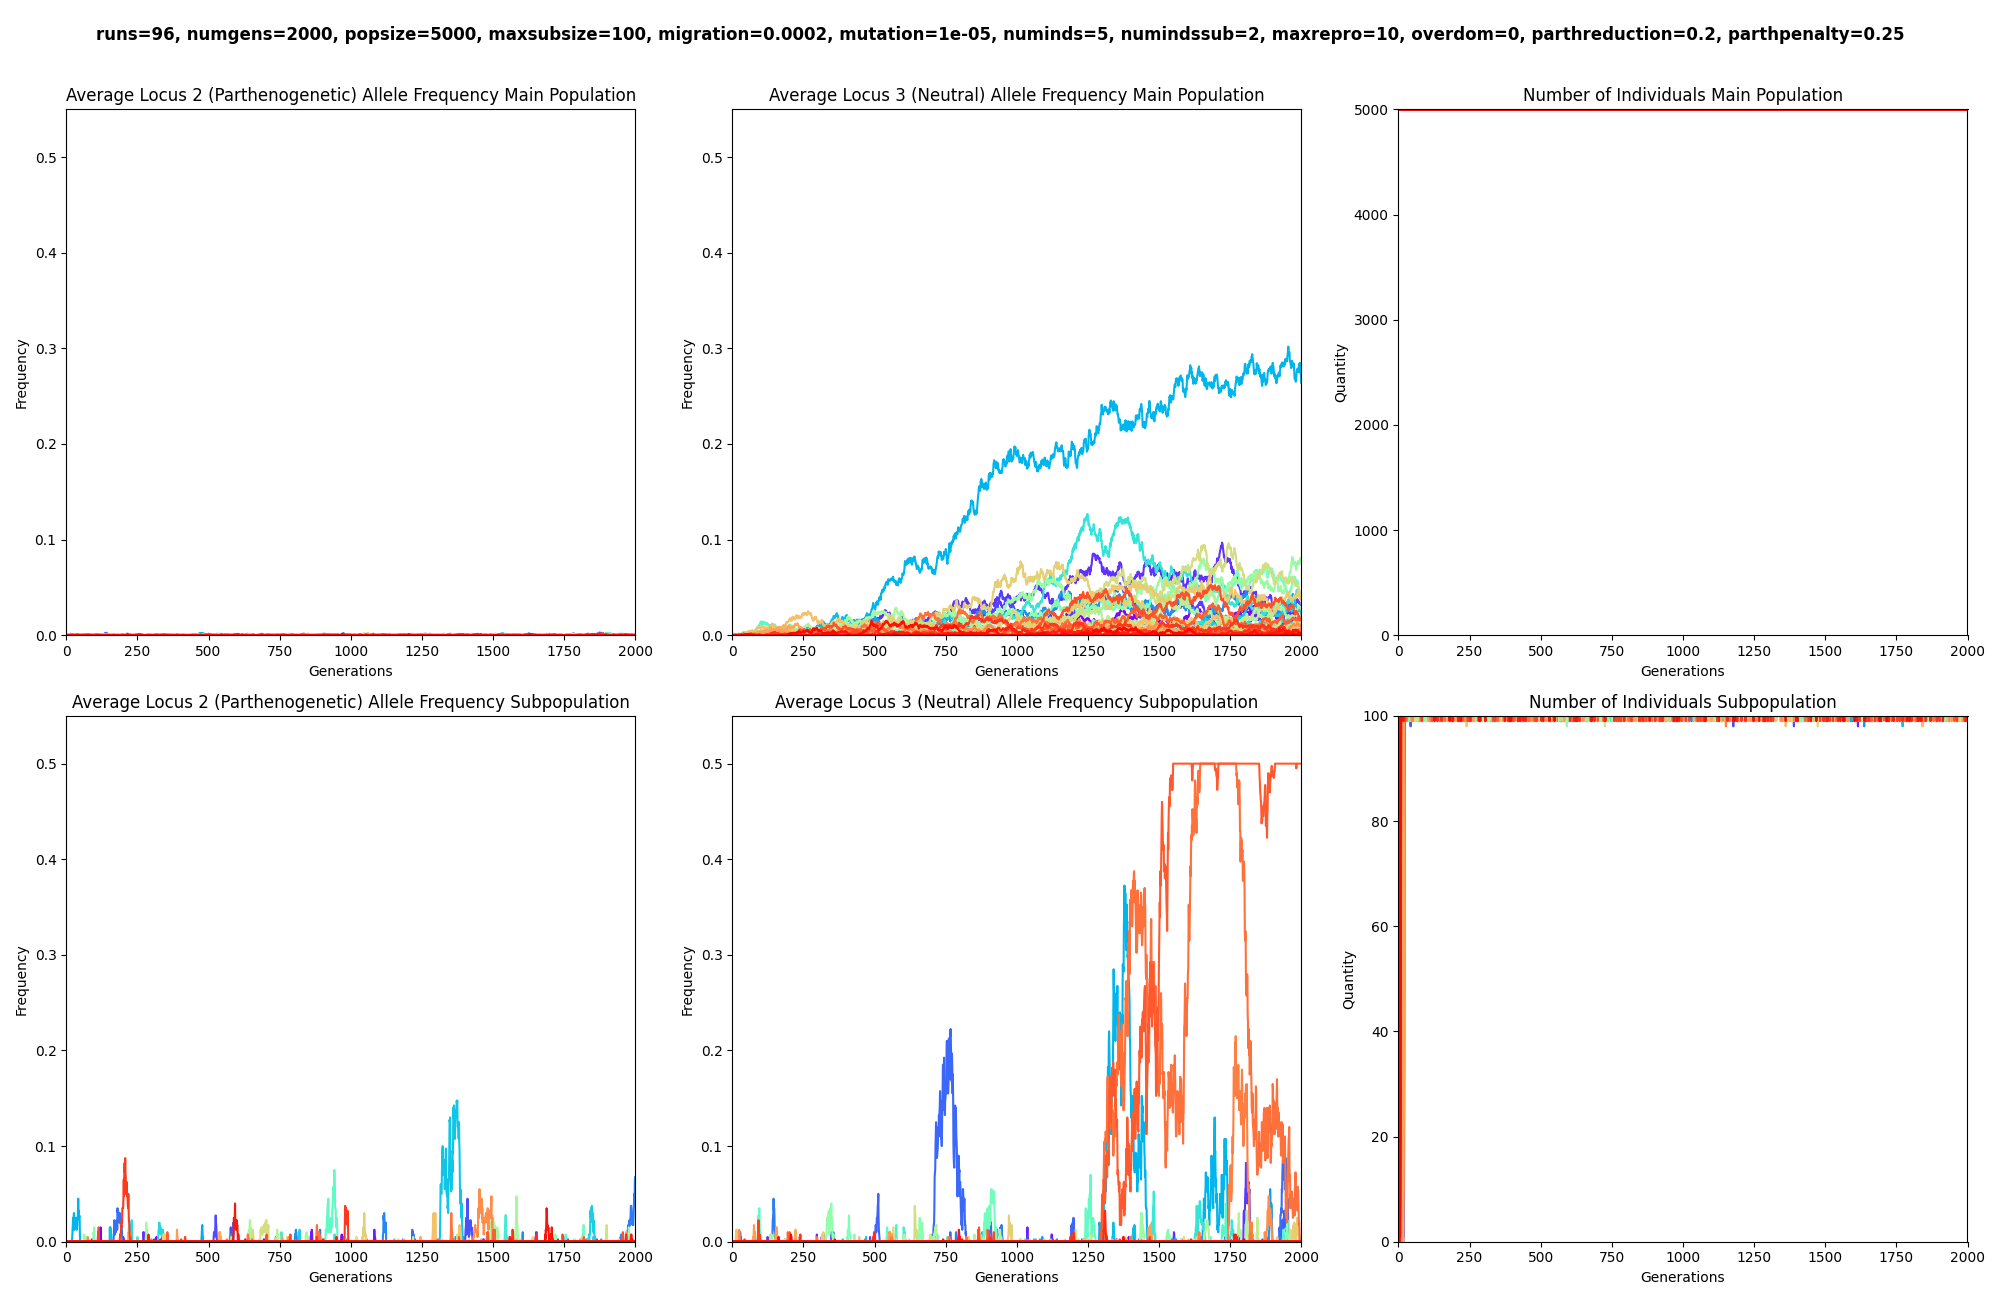 runs=96, numgens=2000, popsize=5000, maxsubsize=100, migration=0.0002, mutation=1e-05, numinds=5, numindssub=2, maxrepro=10, overdom=0, parthreduction=0.2, parthpenalty=0.25
Average Locus 2 (Parthenogenetic) Allele Frequency Main Population
0.5
0.4
0.3
0.2
0.1
0.0
Frequency
0 250 500 750 1000 1250 1500 1750 2000
Generations
Average Locus 3 (Neutral) Allele Frequency Main Population
0.5
0.4
0.3
0.2
0.1
0.0
Frequency
0 250 500 750 1000 1250 1500 1750 2000
Generations
Number of Individuals Main Population
5000
4000
3000
2000
1000
0
Quantity
0 250 500 750 1000 1250 1500 1750 2000
Generations
Average Locus 2 (Parthenogenetic) Allele Frequency Subpopulation
0.5
0.4
0.3
0.2
0.1
0.0
Frequency
0 250 500 750 1000 1250 1500 1750 2000
Generations
Average Locus 3 (Neutral) Allele Frequency Subpopulation
0.5
0.4
0.3
0.2
0.1
0.0
Frequency
0 250 500 750 1000 1250 1500 1750 2000
Generations
Number of Individuals Subpopulation
100
80
60
40
20
0
Quantity
0 250 500 750 1000 1250 1500 1750 2000
Generations